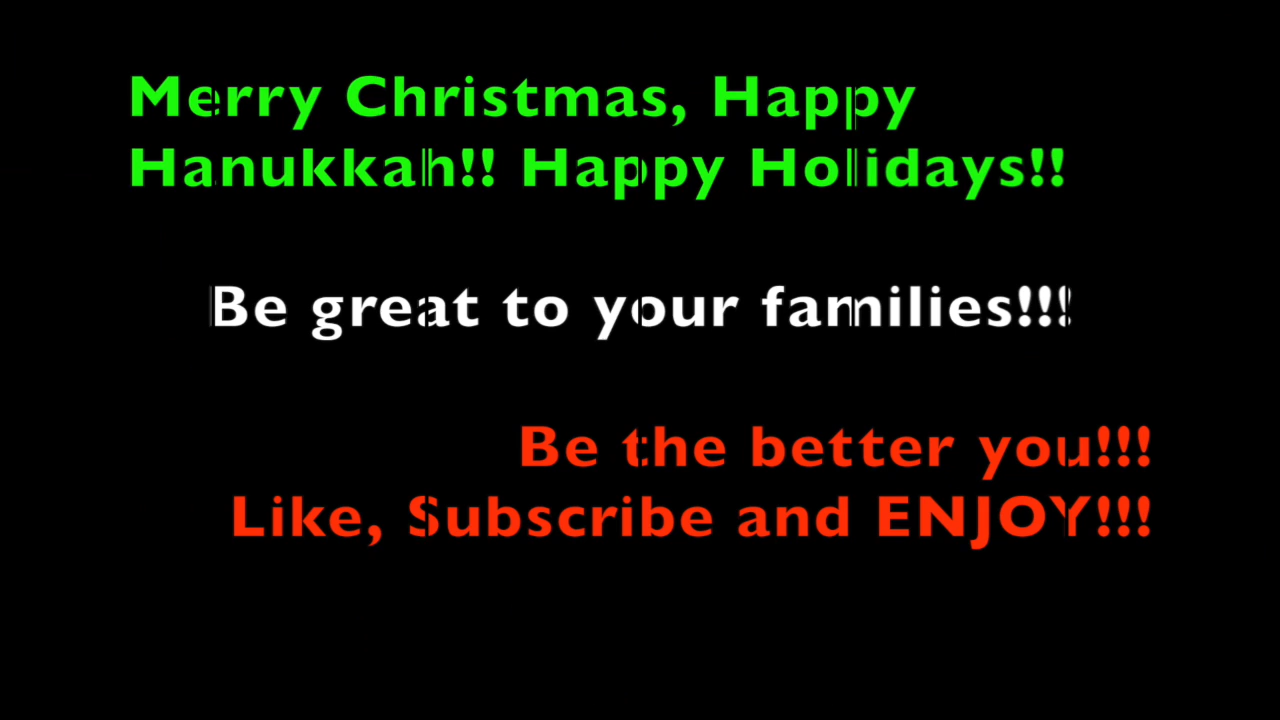 Merry Christmas, Happy
Hanukkah!! Happy Holidays!!
Be great to your families!!!
Be the better you!!!
Like, Subscribe and ENJOY!!!